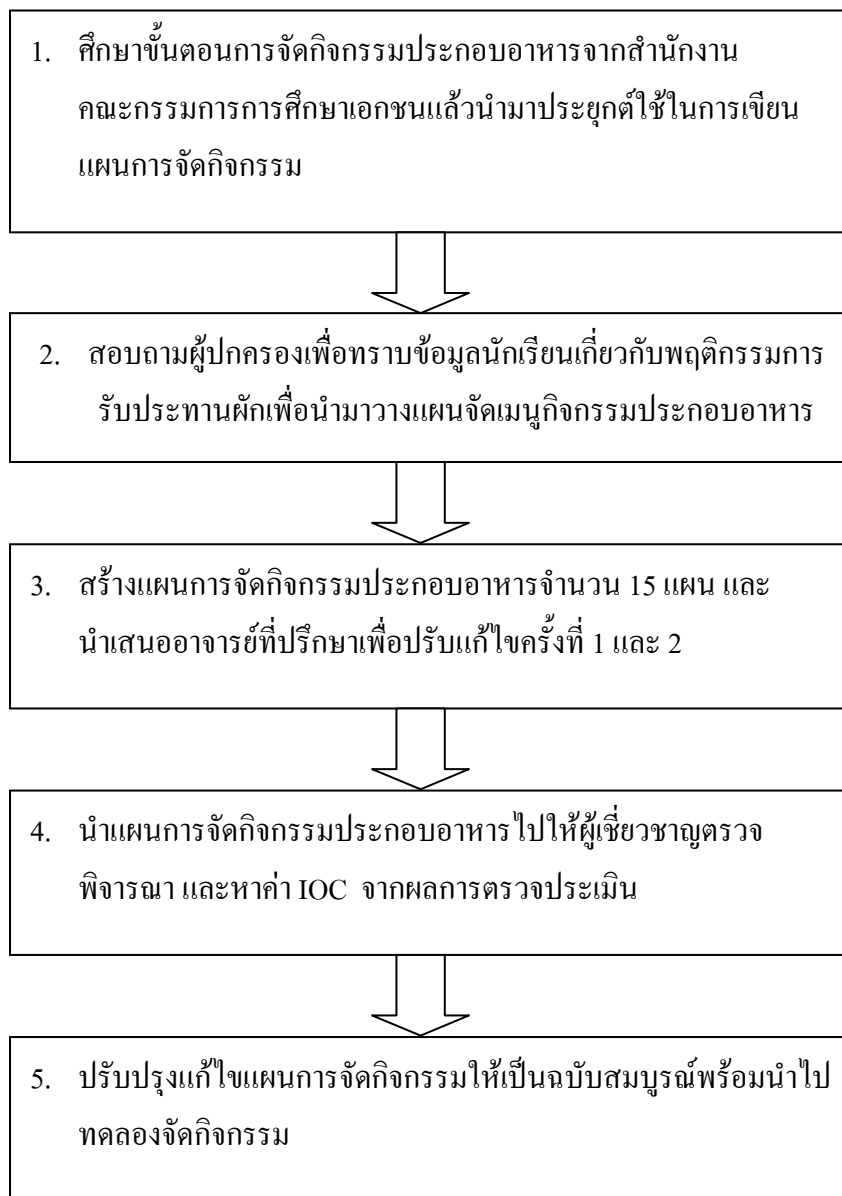 1. ศึกษาขั้นตอนการจัดกิจกรรมประกอบอาหารจากสำนักงาน
คณะกรรมการการศึกษาเอกชนแล้วนำมาประยุกต์ใช้ในการเขียน
แผนการจัดกิจกรรม
2. สอบถามผู้ปกครองเพื่อทราบข้อมูลนักเรียนเกี่ยวกับพฤติกรรมการ
รับประทานผักเพื่อนำมาวางแผนจัดเมนูกิจกรรมประกอบอาหาร
3. สร้างแผนการจัดกิจกรรมประกอบอาหารจำนวน 15 แผน และ
นำเสนออาจารย์ที่ปรึกษาเพื่อปรับแก้ไขครั้งที่ 1 และ 2
4. นำแผนการจัดกิจกรรมประกอบอาหารไปให้ผู้เชี่ยวชาญตรวจ
พิจารณา และหาค่า IOC จากผลการตรวจประเมิน
5. ปรับปรุงแก้ไขแผนการจัดกิจกรรมให้เป็นฉบับสมบูรณ์พร้อมนำไป
ทดลองจัดกิจกรรม